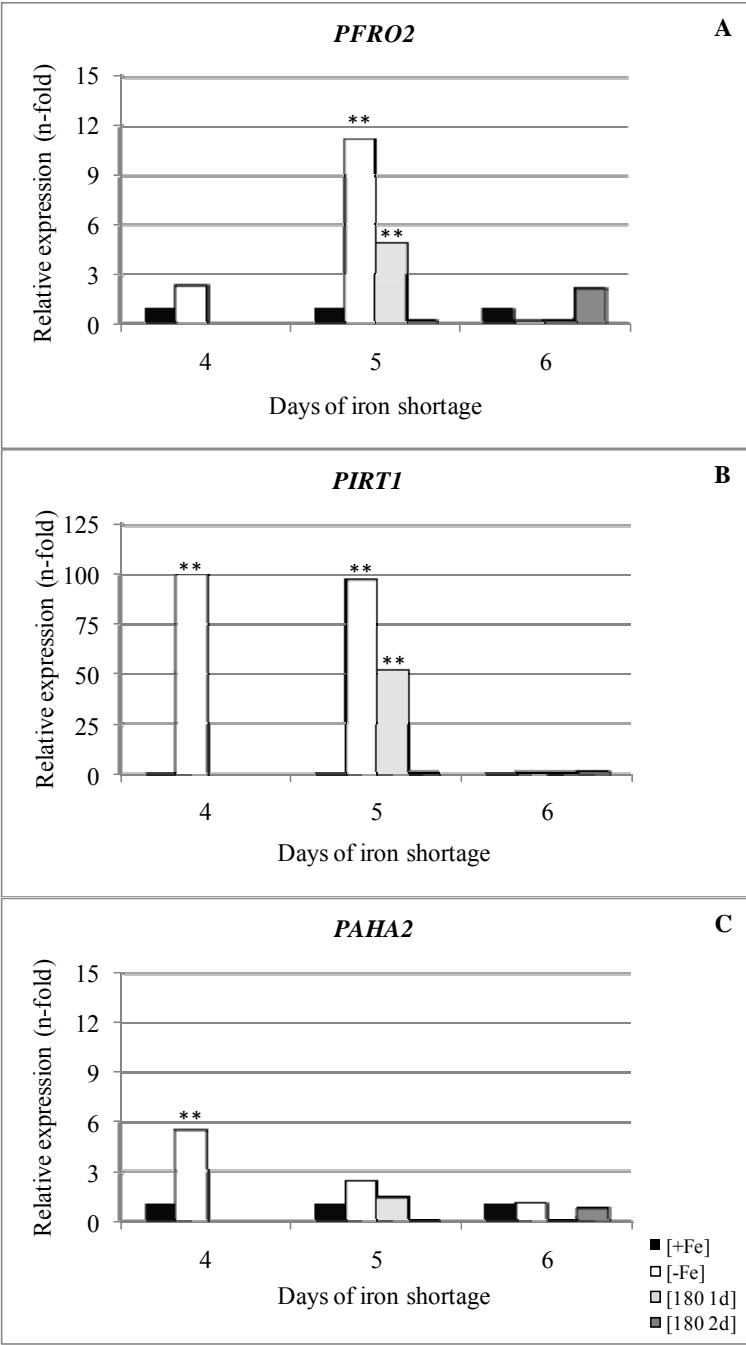 PFRO2
A
Relative expression (n-fold)
15
12
9
6
3
0
**
**
4 5 6
Days of iron shortage
PIRT1
B
Relative expression (n-fold)
125
100
75
50
25
0
**
**
**
4 5 6
Days of iron shortage
PAHA2
C
Relative expression (n-fold)
15
12
9
6
3
0
**
4 5 6
Days of iron shortage
[+Fe]
[-Fe]
[180 1d]
[180 2d]